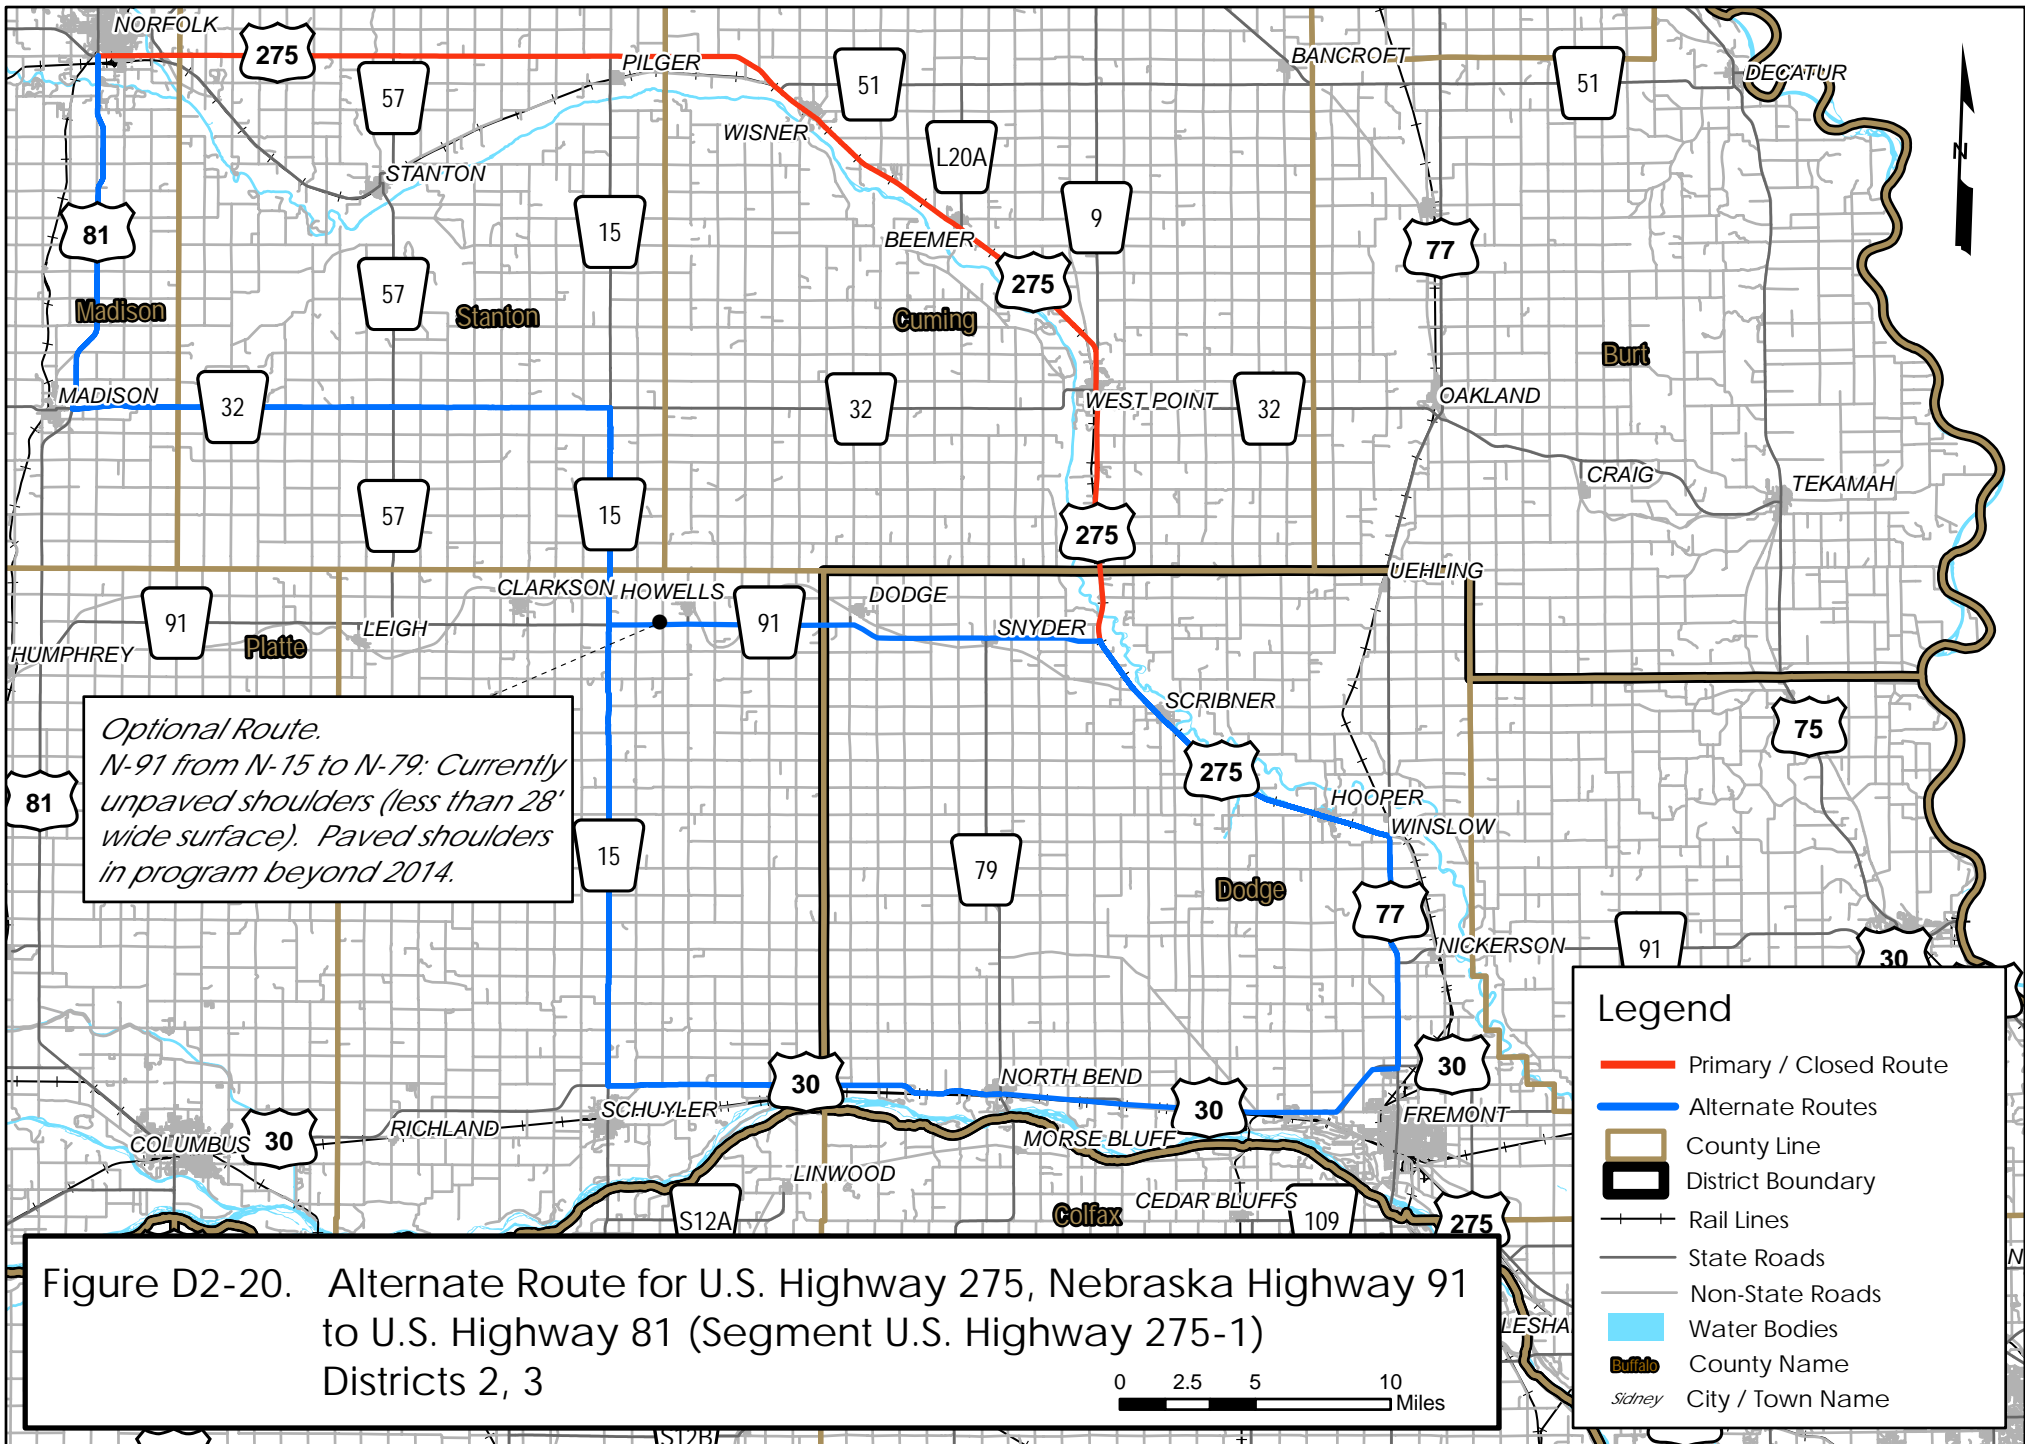 NORFOLK
275
57
PILGER
51
BANCROFT
51
DECATUR
WISNER
L20A
N
STANTON
15
9
81
BEEMER
77
275
57
Madison
Stanton
Cuming
Burt
MADISON
32
32
WEST POINT
32
OAKLAND
CRAIG
TEKAMAH
57
15
275
UEHLING
CLARKSON
HOWELLS
DODGE
91
LEIGH
91
SNYDER
HUMPHREY
Platte
SCRIBNER
75
Optional Route.
N-91 from N-15 to N-79: Currently
unpaved shoulders (less than 28'
wide surface). Paved shoulders
in program beyond 2014.
81
275
HOOPER
WINSLOW
15
79
Dodge
77
NICKERSON
91
30
30
NORTH BEND
30
30
SCHUYLER
FREMONT
RICHLAND
30
COLUMBUS
MORSE BLUFF
LINWOOD
CEDAR BLUFFS
S12A
Colfax
109
275
Legend
Primary / Closed Route
Alternate Routes
County Line
District Boundary
Rail Lines
State Roads
Non-State Roads
Water Bodies
Buffalo County Name
Sidney City / Town Name
Figure D2-20. Alternate Route for U.S. Highway 275, Nebraska Highway 91
to U.S. Highway 81 (Segment U.S. Highway 275-1)
Districts 2, 3
0 2.5 5 10
Miles
S12B